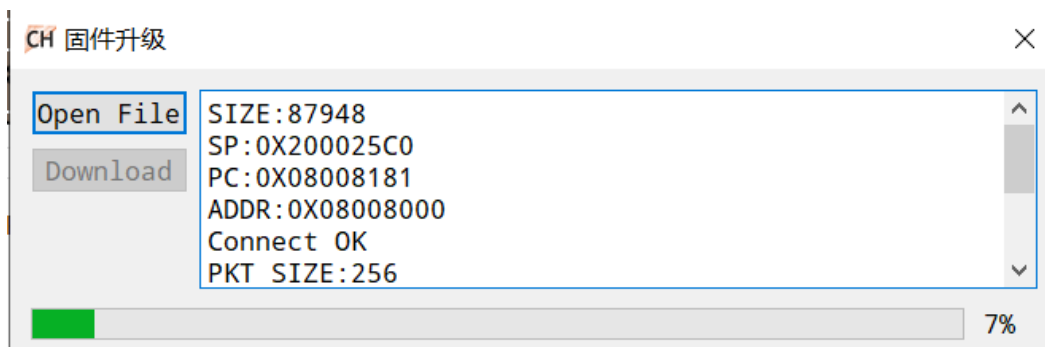 CH 固件升级
Open File
Download
SIZE:87948
SP:0X200025C0
PC:0X08008181
ADDR:0X08008000
Connect OK
PKT SIZE:256
7%